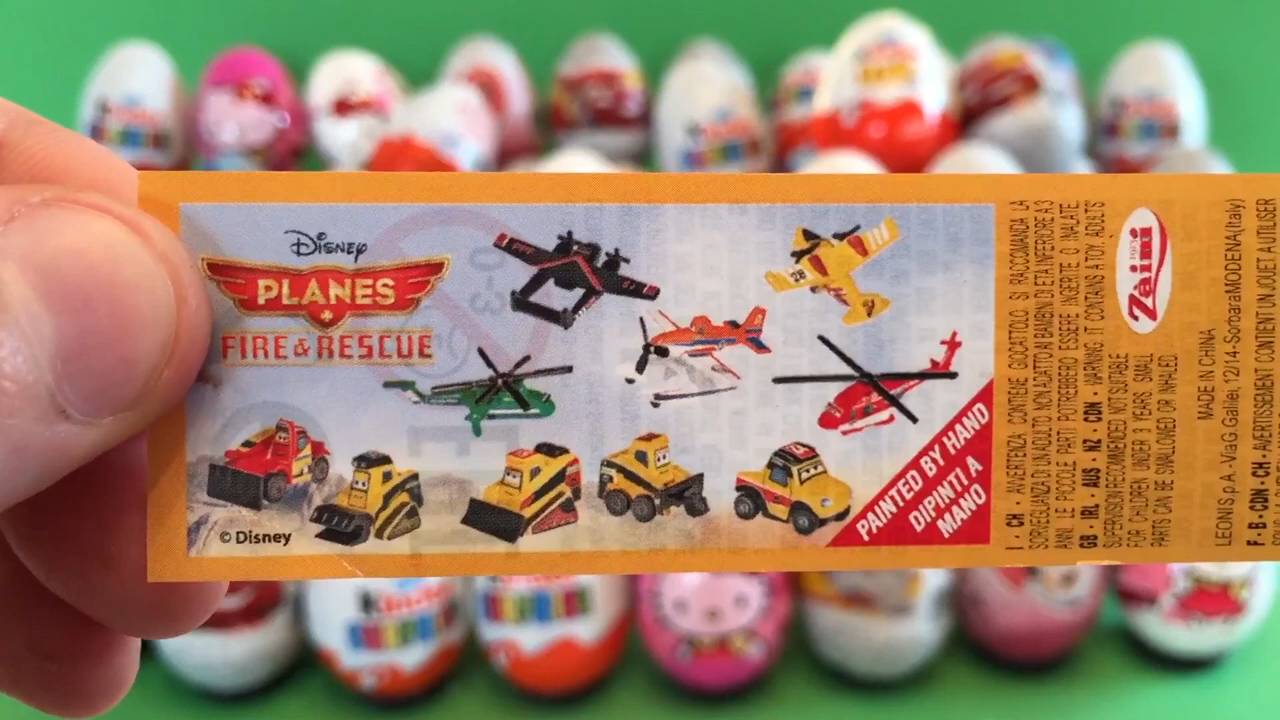 Disney
PLANES
FIRE & RESCUE
© Disney
PAINTED BY HAND
DIPINTI A
MANO
I - CH - AVVERTENZA: CONTIENE GIOCATTOLO. SI RACCOMANDA LA
SORVEGLIANZA DI UN ADULTO. NON ADATTO A BAMBINI DI ETÀ INFERIORE A 3
ANNI. LE PICCOLE PARTI POTREBBERO ESSERE INGERITE O INALATE.
GB - IRL - AUS - NZ - CDN - WARNING: IT CONTAINS A TOY. ADULTS'
SUPERVISION RECOMMENDED. NOT SUITABLE
FOR CHILDREN UNDER 3 YEARS. SMALL
PARTS CAN BE SWALLOWED OR INHALED.
Zaini
MADE IN CHINA
LEONI S.p.A. - Via G. Galilei, 12/14 - Sorbara MODENA (Italy)
F - B - CDN - CH - AVERTISSEMENT: CONTIENT UN JOUET. A UTILISER